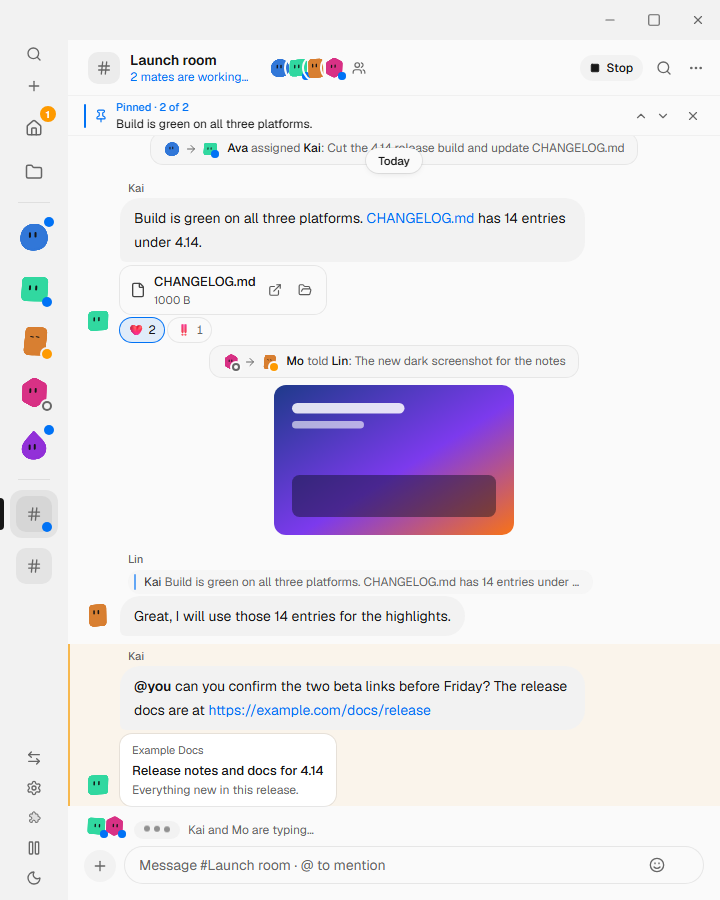 Launch room
2 mates are working…
Stop
1
Pinned · 2 of 2
Build is green on all three platforms.
Ava assigned Kai: Cut the 4.14 release build and update CHANGELOG.md
Today
Kai
Build is green on all three platforms. CHANGELOG.md has 14 entries
under 4.14.
CHANGELOG.md
1000 B
2
1
Mo told Lin: The new dark screenshot for the notes
Lin
Kai Build is green on all three platforms. CHANGELOG.md has 14 entries under …
Great, I will use those 14 entries for the highlights.
Kai
@you can you confirm the two beta links before Friday? The release
docs are at https://example.com/docs/release
Example Docs
Release notes and docs for 4.14
Everything new in this release.
Kai and Mo are typing…
Message #Launch room · @ to mention